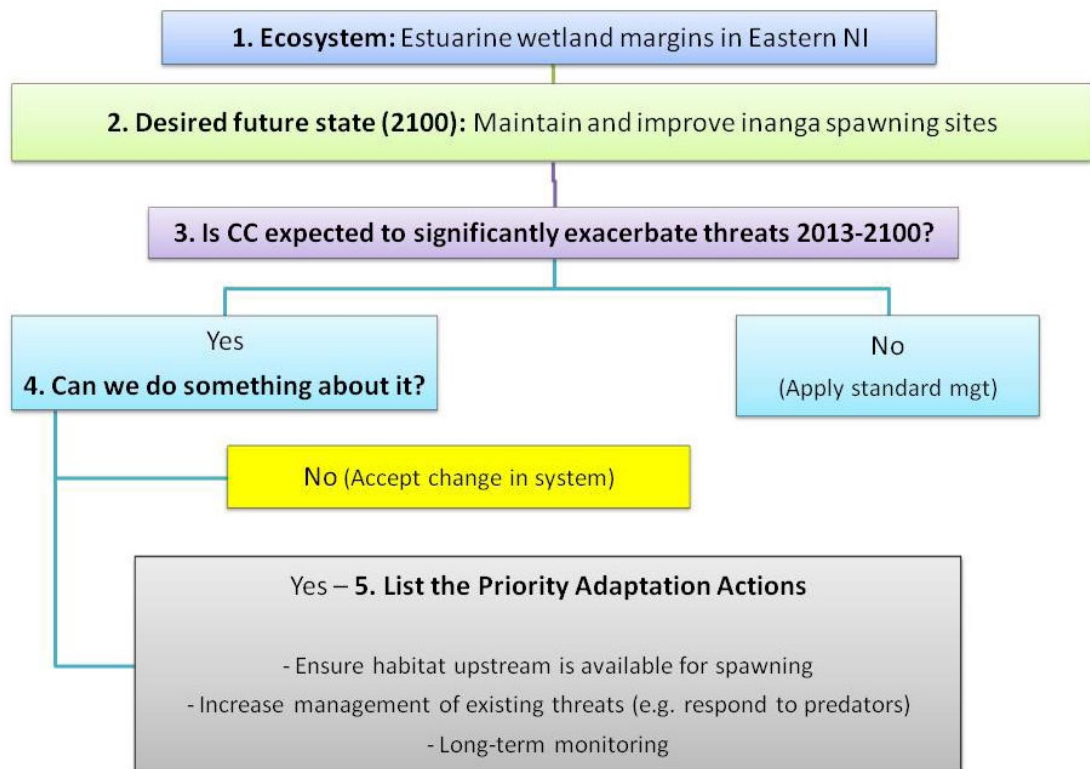 1. Ecosystem: Estuarine wetland margins in Eastern NI
2. Desired future state (2100): Maintain and improve inanga spawning sites
3. Is CC expected to significantly exacerbate threats 2013-2100?
Yes
4. Can we do something about it?
No
(Apply standard mgt)
No (Accept change in system)
Yes – 5. List the Priority Adaptation Actions
- Ensure habitat upstream is available for spawning
- Increase management of existing threats (e.g. respond to predators)
- Long-term monitoring